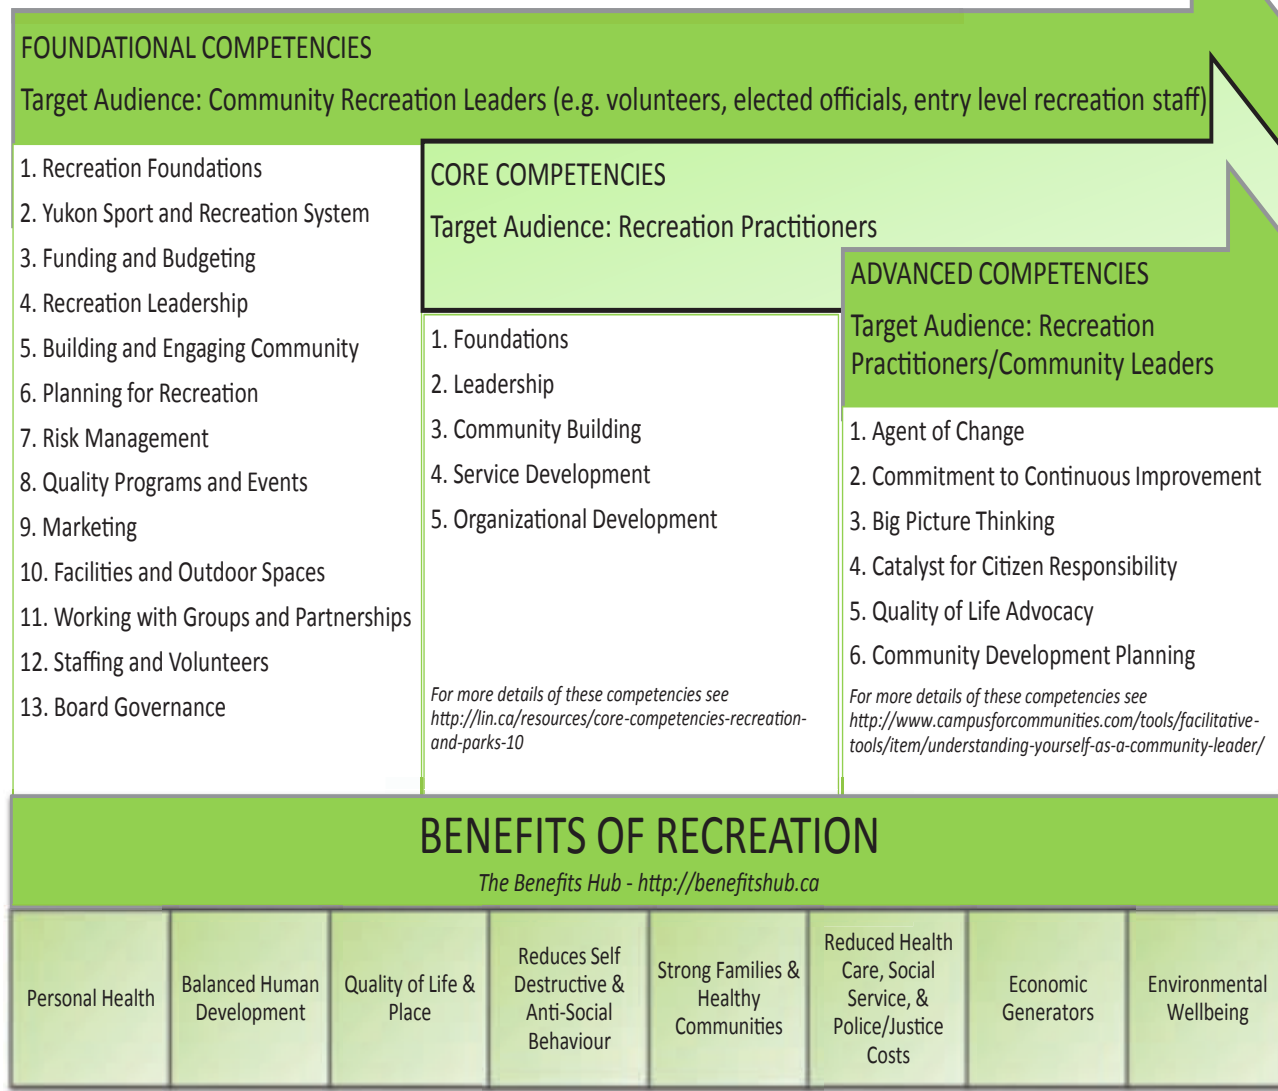 FOUNDATIONAL COMPETENCIES
Target Audience: Community Recreation Leaders (e.g. volunteers, elected officials, entry level recreation staff)
1. Recreation Foundations
2. Yukon Sport and Recreation System
3. Funding and Budgeting
4. Recreation Leadership
5. Building and Engaging Community
6. Planning for Recreation
7. Risk Management
8. Quality Programs and Events
9. Marketing
10. Facilities and Outdoor Spaces
11. Working with Groups and Partnerships
12. Staffing and Volunteers
13. Board Governance
CORE COMPETENCIES
Target Audience: Recreation Practitioners
1. Foundations
2. Leadership
3. Community Building
4. Service Development
5. Organizational Development
For more details of these competencies see
http://lin.ca/resources/core-competencies-recreation-
and-parks-10
ADVANCED COMPETENCIES
Target Audience: Recreation
Practitioners/Community Leaders
1. Agent of Change
2. Commitment to Continuous Improvement
3. Big Picture Thinking
4. Catalyst for Citizen Responsibility
5. Quality of Life Advocacy
6. Community Development Planning
For more details of these competencies see
http://www.campusforcommunities.com/tools/facilitative-
tools/item/understanding-yourself-as-a-community-leader/
BENEFITS OF RECREATION
The Benefits Hub - http://benefitshub.ca
Personal Health
Balanced Human
Development
Quality of Life &
Place
Reduces Self
Destructive &
Anti-Social
Behaviour
Strong Families &
Healthy
Communities
Reduced Health
Care, Social
Service, &
Police/Justice
Costs
Economic
Generators
Environmental
Wellbeing